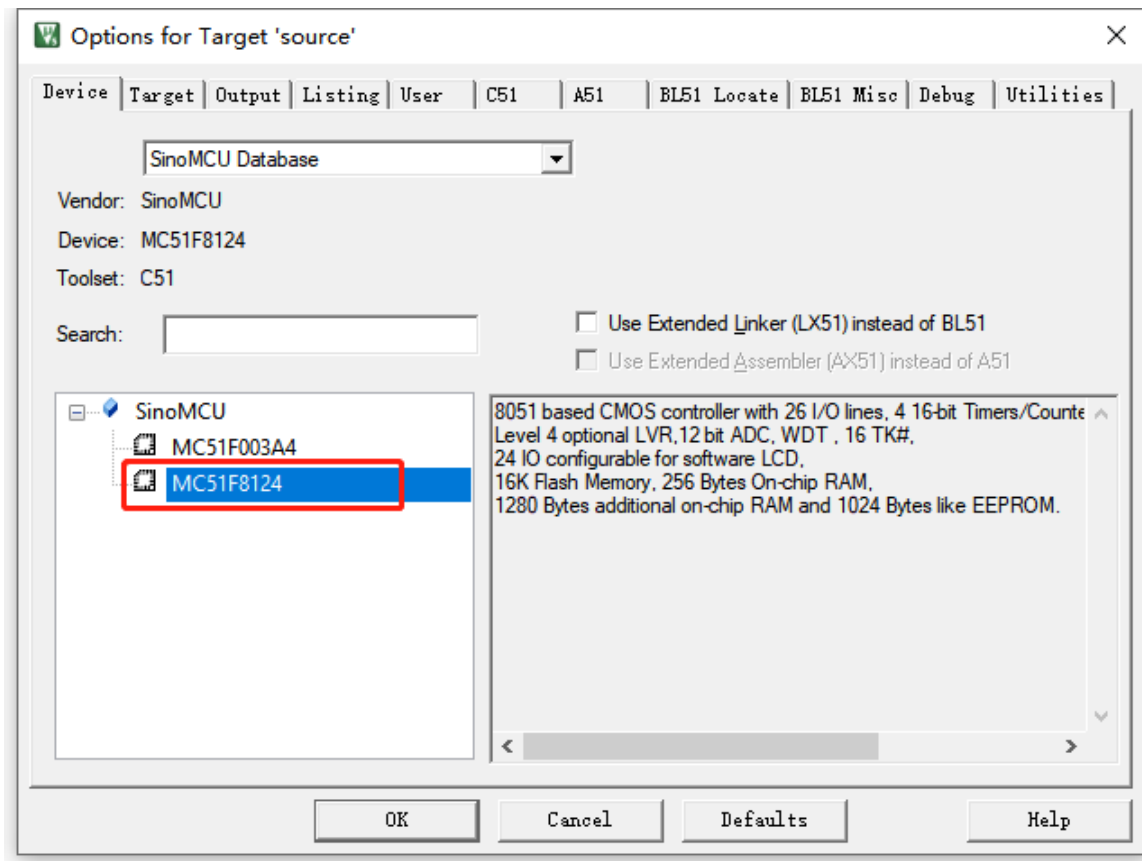 Options for Target 'source'
Device Target Output Listing User C51 A51 BL51 Locate BL51 Misc Debug Utilities
SinoMCU Database
Vendor: SinoMCU
Device: MC51F8124
Toolset: C51
Search:
Use Extended Linker (LX51) instead of BL51
Use Extended Assembler (AX51) instead of A51
SinoMCU
MC51F003A4
MC51F8124
8051 based CMOS controller with 26 I/O lines, 4 16-bit Timers/Counte
Level 4 optional LVR,12 bit ADC, WDT , 16 TK#,
24 IO configurable for software LCD,
16K Flash Memory, 256 Bytes On-chip RAM,
1280 Bytes additional on-chip RAM and 1024 Bytes like EEPROM.
OK Cancel Defaults Help